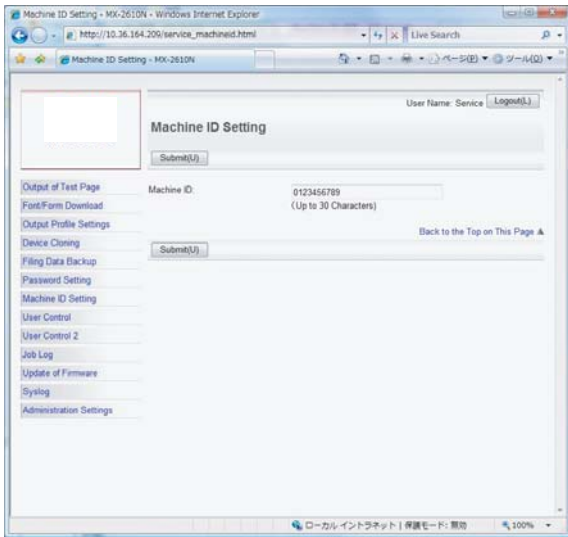 Machine ID Setting - MX-2610N - Windows Internet Explorer
http://10.36.164.209/service_machineid.html
Live Search
Machine ID Setting - MX-2610N
ページ(P)
ツール(O)
User Name: Service
Logout(L)
Machine ID Setting
Submit(U)
Output of Test Page
Font/Form Download
Output Profile Settings
Device Cloning
Filing Data Backup
Password Setting
Machine ID Setting
User Control
User Control 2
Job Log
Update of Firmware
Syslog
Administration Settings
Machine ID:
0123456789
(Up to 30 Characters)
Back to the Top on This Page ▲
Submit(U)
ローカル イントラネット | 保護モード: 無効
100%